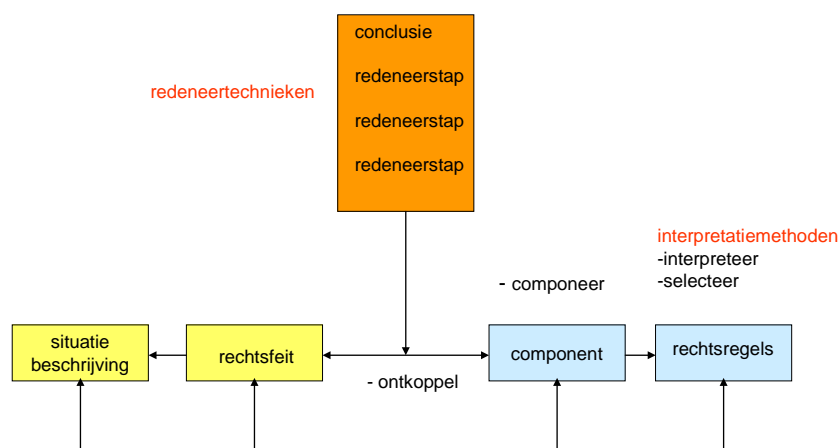 conclusie
redeneerstap
redeneertechnieken
redeneerstap
redeneerstap
interpretatiemethoden
-interpreteer
-selecteer
- componeer
situatie
beschrijving
rechtsfeit
- ontkoppel
component
rechtsregels